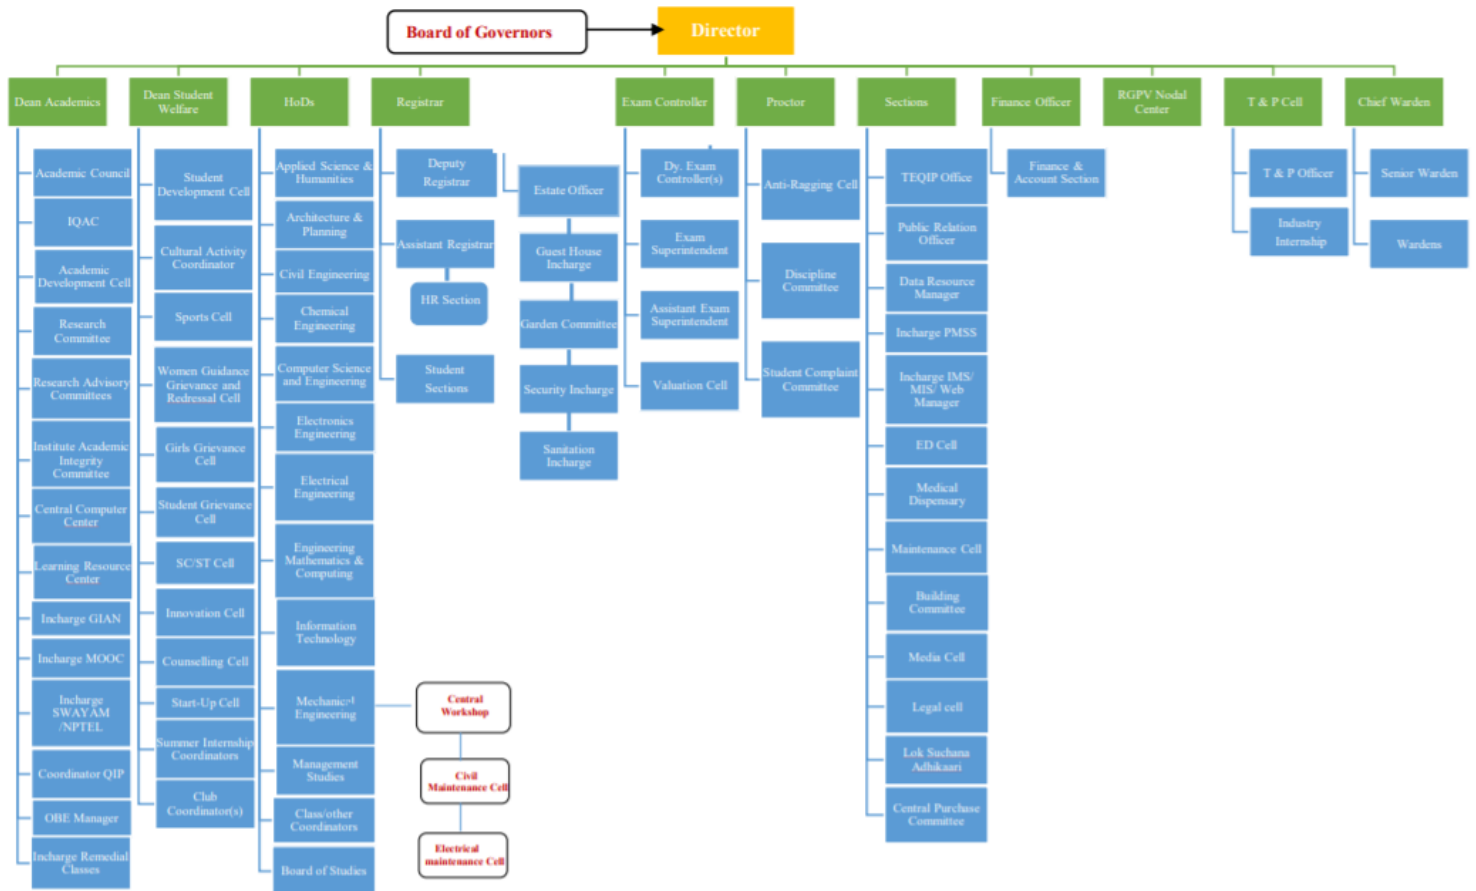 Board of Governors
Director
Dean Academics
Dean Student
Welfare
HoDs
Registrar
Exam Controller
Proctor
Sections
Finance Officer
RGPV Nodal
Center
T & P Cell
Chief Warden
Academic Council
IQAC
Academic
Development Cell
Research
Committee
Research Advisory
Committees
Institute Academic
Integrity
Committee
Central Computer
Center
Learning Resource
Center
Incharge GIAN
Incharge MOOC
Incharge
SWAYAM
/NPTEL
Coordinator QIP
OBE Manager
Incharge Remedial
Classes
Student
Development Cell
Cultural Activity
Coordinator
Sports Cell
Women Guidance
Grievance and
Redressal Cell
Girls Grievance
Cell
Student Grievance
Cell
SC/ST Cell
Innovation Cell
Counselling Cell
Start-Up Cell
Summer Internship
Coordinators
Club
Coordinator(s)
Applied Science &
Humanities
Architecture &
Planning
Civil Engineering
Chemical
Engineering
Computer Science
and Engineering
Electronics
Engineering
Electrical
Engineering
Engineering
Mathematics &
Computing
Information
Technology
Mechanical
Engineering
Management
Studies
Class/other
Coordinators
Board of Studies
Central
Workshop
Civil
Maintenance Cell
Electrical
maintenance Cell
Deputy
Registrar
Assistant Registrar
HR Section
Student
Sections
Estate Officer
Guest House
Incharge
Garden Committee
Security Incharge
Sanitation
Incharge
Dy. Exam
Controller(s)
Exam
Superintendent
Assistant Exam
Superintendent
Valuation Cell
Anti-Ragging Cell
Discipline
Committee
Student Complaint
Committee
TEQIP Office
Public Relation
Officer
Data Resource
Manager
Incharge PMSS
Incharge IMS/
MIS/ Web
Manager
ED Cell
Medical
Dispensary
Maintenance Cell
Building
Committee
Media Cell
Legal cell
Lok Suchana
Adhikaari
Central Purchase
Committee
Finance &
Account Section
T & P Officer
Industry
Internship
Senior Warden
Wardens